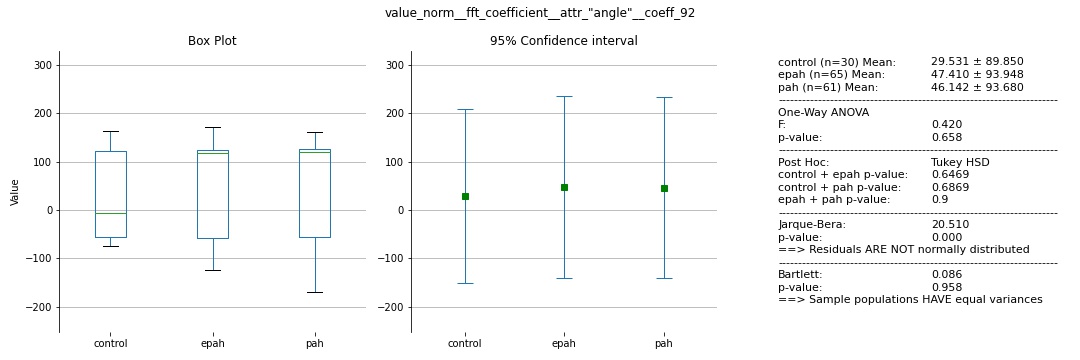 value_norm__fft_coefficient__attr_"angle"__coeff_92
Box Plot
300
200
100
0
−100
−200
Value
control epah pah
95% Confidence interval
300
200
100
0
−100
−200
control epah pah
control (n=30) Mean: 29.531 ± 89.850
epah (n=65) Mean: 47.410 ± 93.948
pah (n=61) Mean: 46.142 ± 93.680
One-Way ANOVA
F: 0.420
p-value: 0.658
Post Hoc: Tukey HSD
control + epah p-value: 0.6469
control + pah p-value: 0.6869
epah + pah p-value: 0.9
Jarque-Bera: 20.510
p-value: 0.000
==> Residuals ARE NOT normally distributed
Bartlett: 0.086
p-value: 0.958
==> Sample populations HAVE equal variances